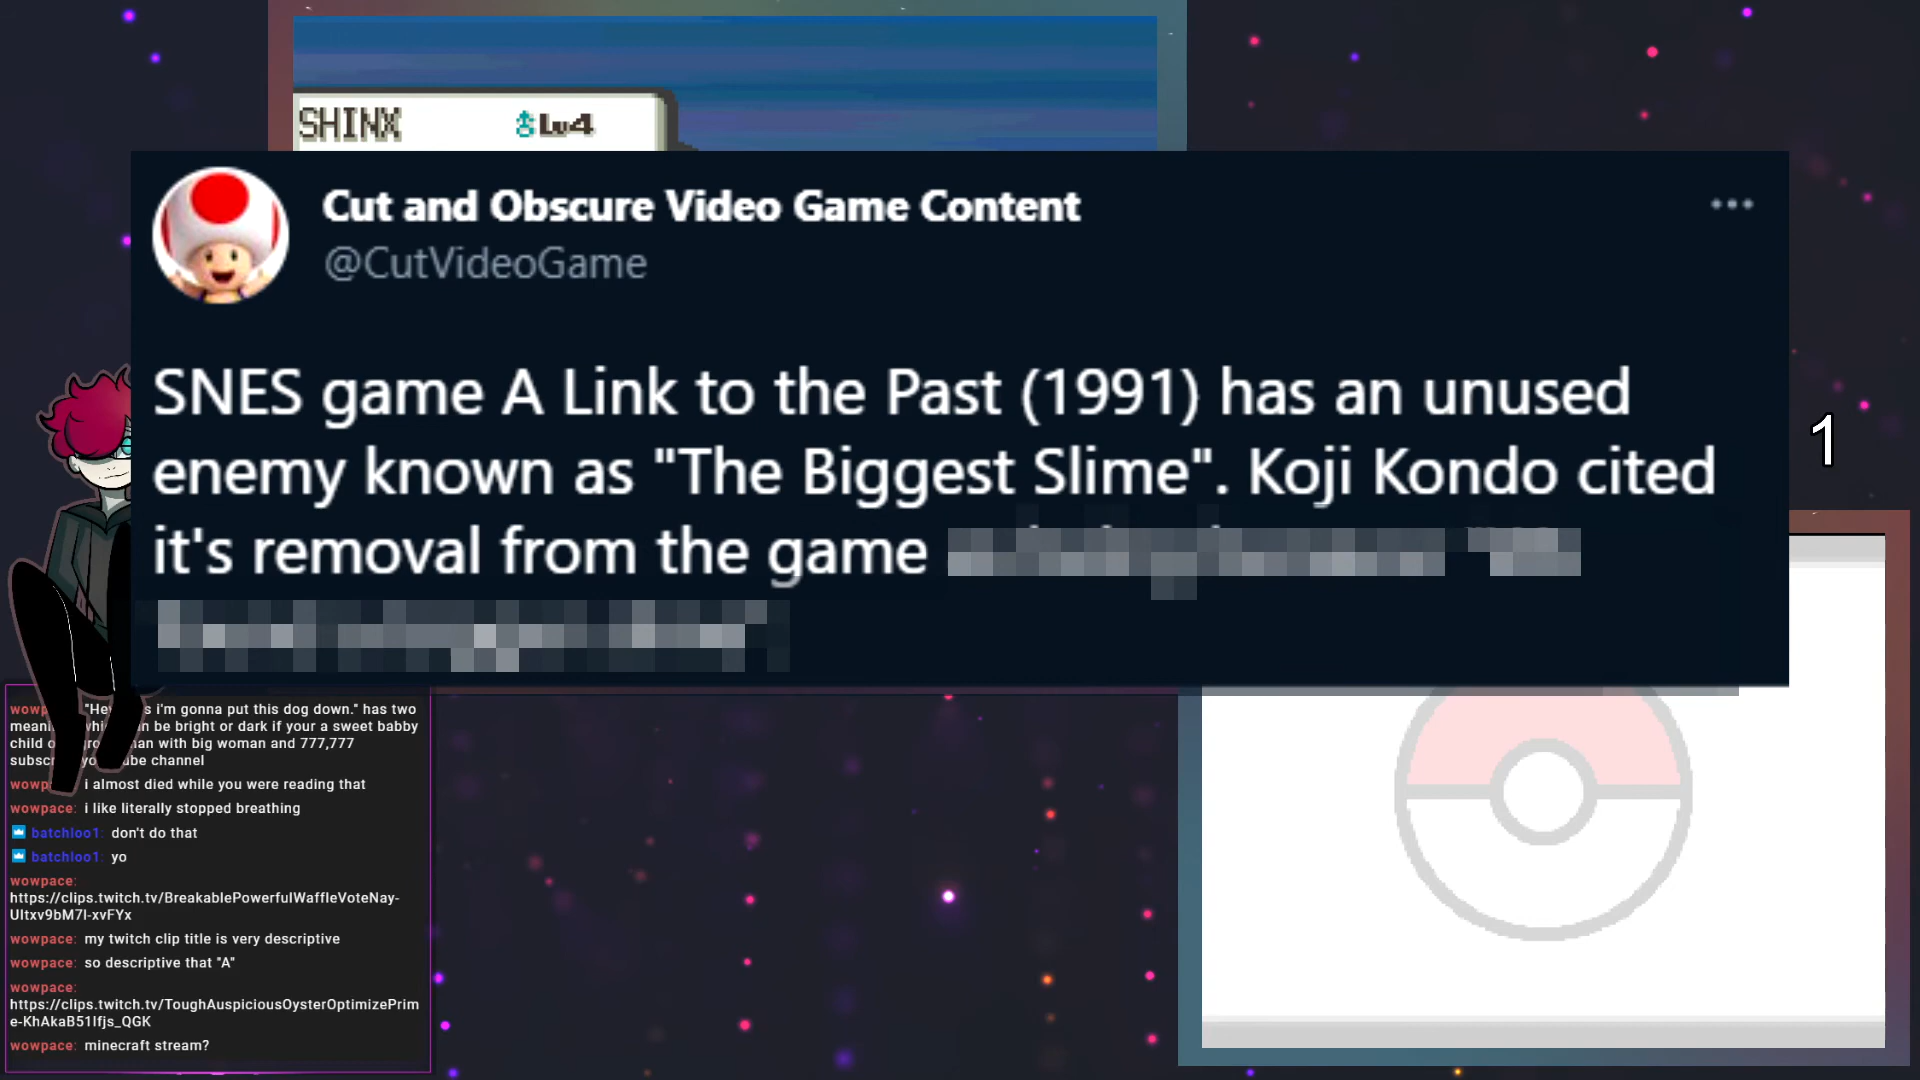 SHINX Lv4
Cut and Obscure Video Game Content
@CutVideoGame
SNES game A Link to the Past (1991) has an unused
enemy known as "The Biggest Slime". Koji Kondo cited
it's removal from the game
1
i'm gonna put this dog down." has two
be bright or dark if your a sweet babby
child with big woman and 777,777
channel
i almost died while you were reading that
wowpace: i like literally stopped breathing
batchloo1: don't do that
batchloo1: yo
wowpace:
https://clips.twitch.tv/BreakablePowerfulWaffleVoteNay-
UItxv9bM7l-xvFYx
wowpace: my twitch clip title is very descriptive
wowpace: so descriptive that "A"
wowpace:
https://clips.twitch.tv/ToughAuspiciousOysterOptimizePrim
e-KhAkaB51Ifjs_QGK
wowpace: minecraft stream?